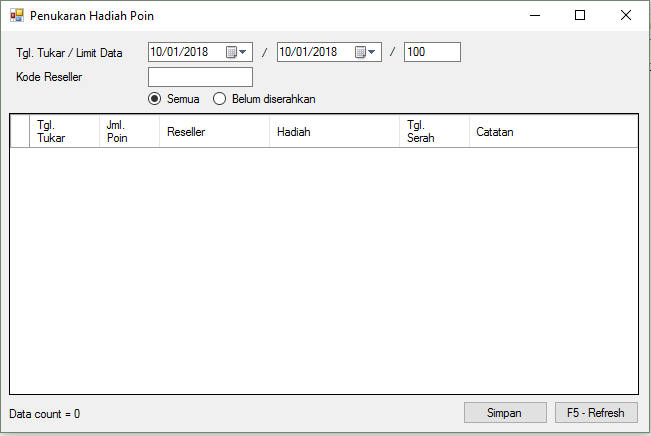 Penukaran Hadiah Poin
Tgl. Tukar / Limit Data 10/01/2018 / 10/01/2018 / 100
Kode Reseller
Semua Belum diserahkan
Tgl. Tukar Jml. Poin Reseller Hadiah Tgl. Serah Catatan
Data count = 0 Simpan F5 - Refresh